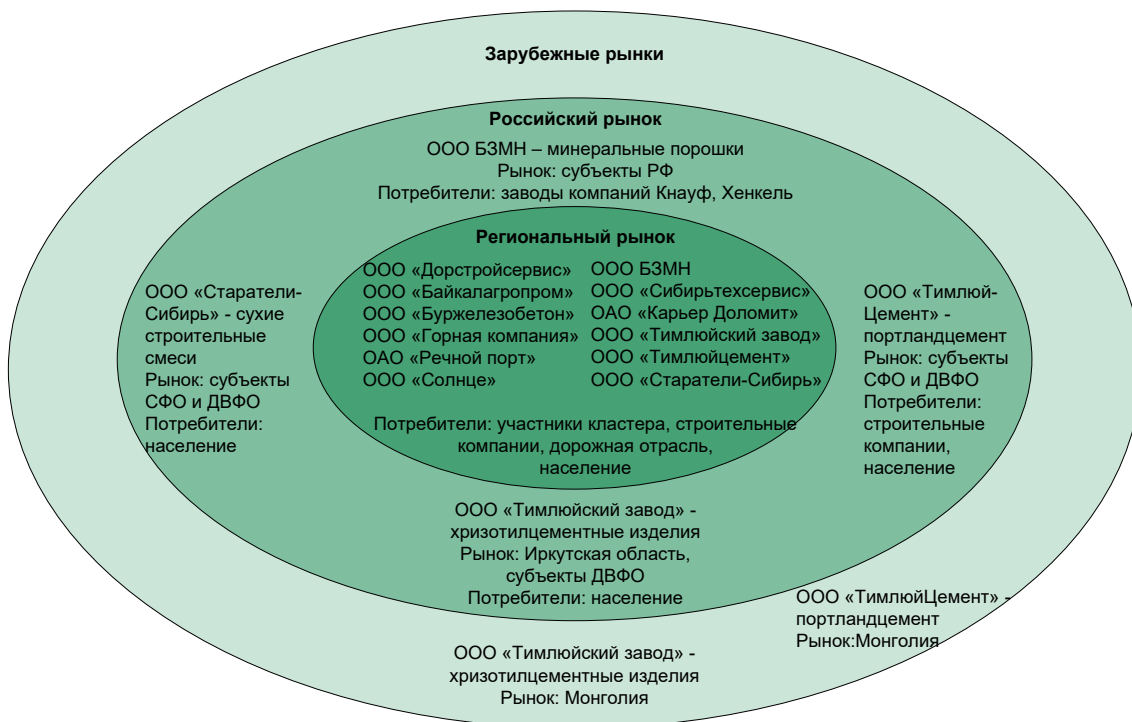 Зарубежные рынки
Российский рынок
ООО БЗМН – минеральные порошки
Рынок: субъекты РФ
Потребители: заводы компаний Кнауф, Хенкель
Региональный рынок
ООО «Дорстройсервис»
ООО «Байкалагропром»
ООО «Буржелезобетон»
ООО «Горная компания»
ОАО «Речной порт»
ООО «Солнце»
ООО БЗМН
ООО «Сибирьтехсервис»
ОАО «Карьер Доломит»
ООО «Тимлюйский завод»
ООО «Тимлюйцемент»
ООО «Старатели-Сибирь»
Потребители: участники кластера, строительные
компании, дорожная отрасль,
население
ООО «Старатели-
Сибирь» - сухие
строительные
смеси
Рынок: субъекты
СФО и ДВФО
Потребители:
население
ООО «Тимлюй-
Цемент» -
портландцемент
Рынок: субъекты
СФО и ДВФО
Потребители:
строительные
компании,
население
ООО «Тимлюйский завод» -
хризотилцементные изделия
Рынок: Иркутская область,
субъекты ДВФО
Потребители: население
ООО «ТимлюйЦемент» -
портландцемент
Рынок:Монголия
ООО «Тимлюйский завод» -
хризотилцементные изделия
Рынок: Монголия